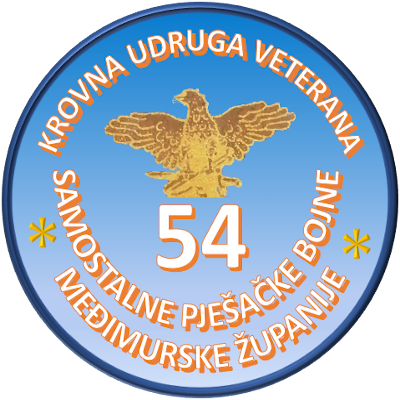 KROVNA UDRUGA VETERANA
54
SAMOSTALNE PJEŠAČKE BOJNE
MEĐIMURSKE ŽUPANIJE